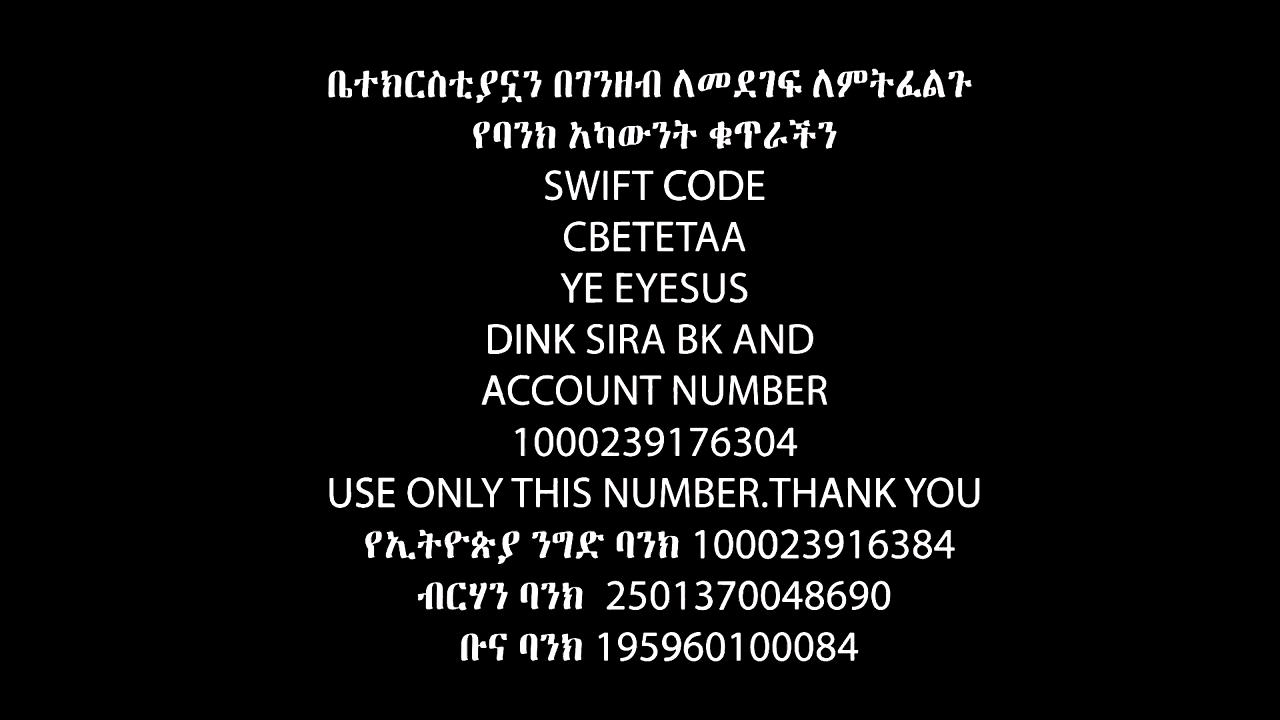 ቤተክርስቲያኗን በገንዘብ ለመደገፍ ለምትፈልጉ
የባንክ አካውንት ቁጥራችን
SWIFT CODE
CBETETAA
YE EYESUS
DINK SIRA BK AND
ACCOUNT NUMBER
1000239176304
USE ONLY THIS NUMBER.THANK YOU
የኢትዮጵያ ንግድ ባንክ 100023916384
ብርሃን ባንክ 2501370048690
ቡና ባንክ 195960100084